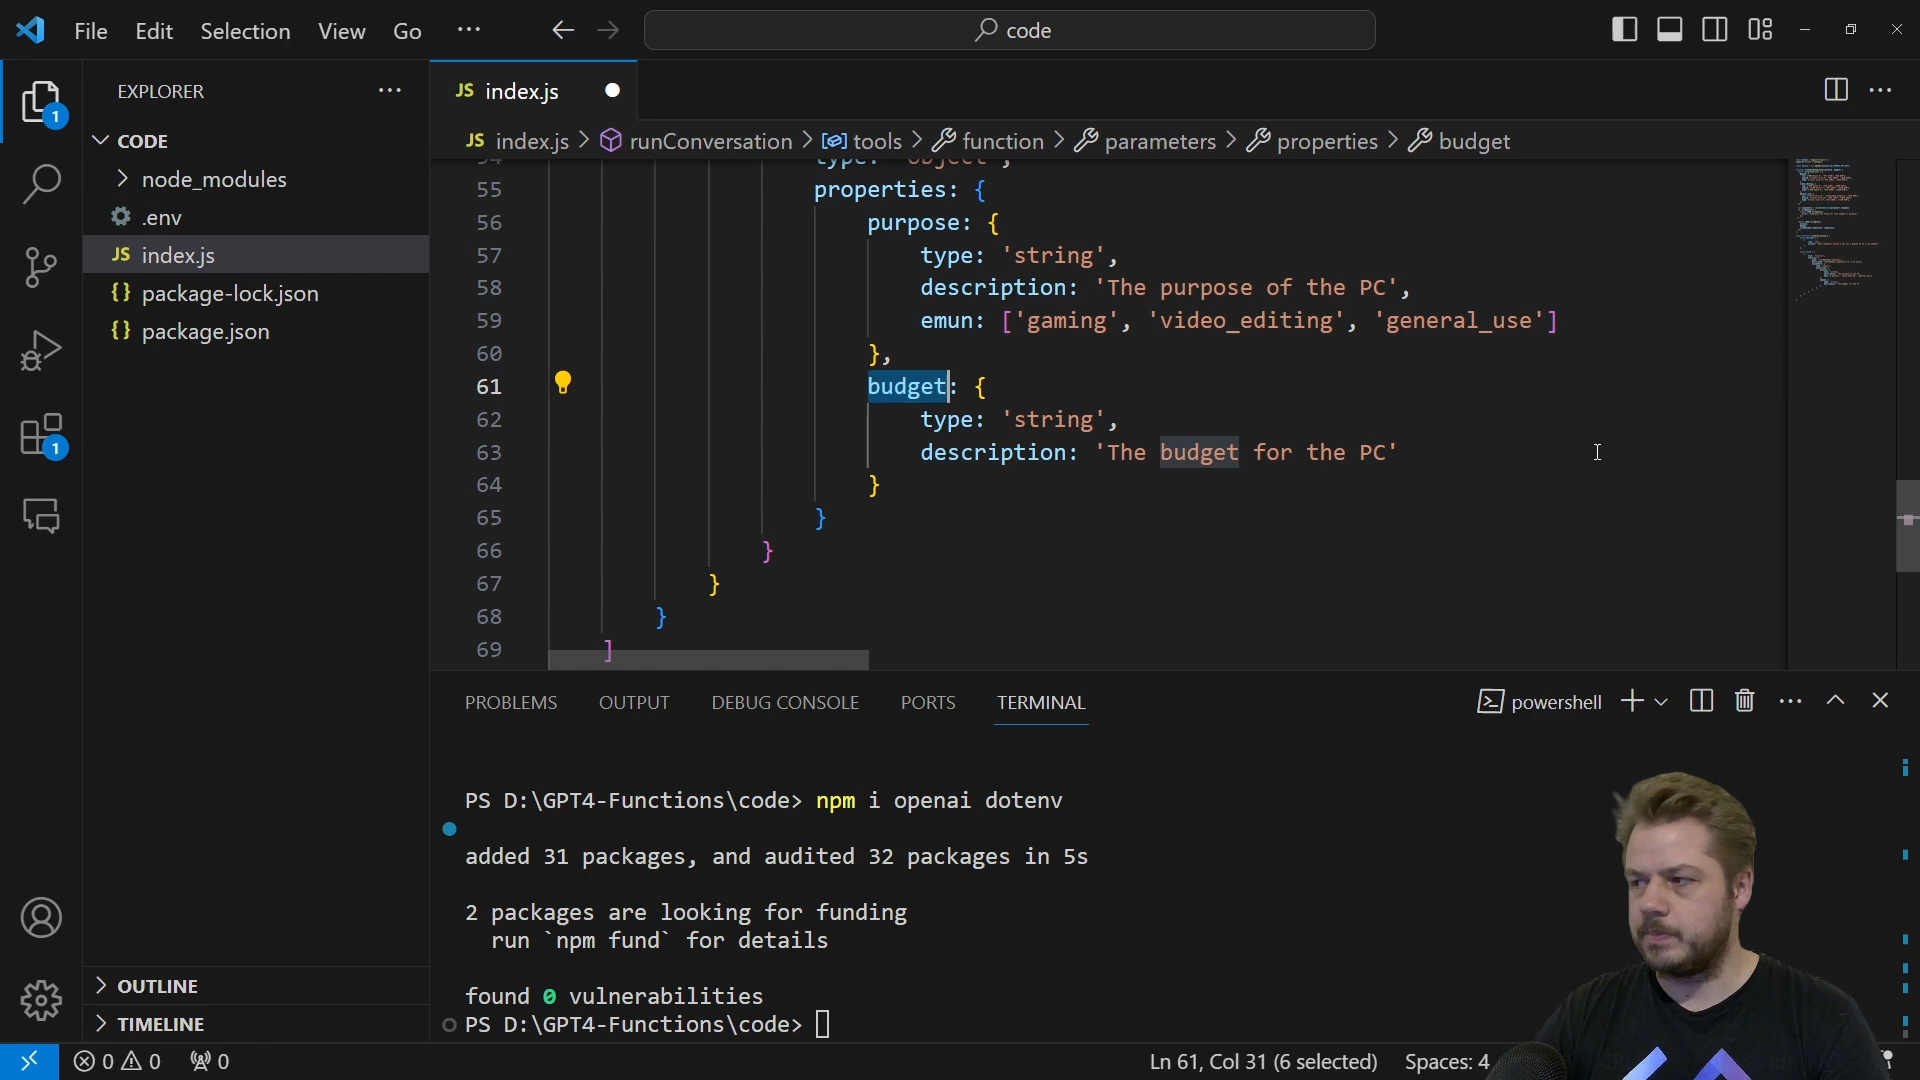 File Edit Selection View Go ··· code
EXPLORER ···
CODE
node_modules
.env
JS index.js
{} package-lock.json
{} package.json
OUTLINE
TIMELINE
1
1
JS index.js
JS index.js > runConversation > tools > function > parameters > properties > budget
54 type: 'object',
55 properties: {
56 purpose: {
57 type: 'string',
58 description: 'The purpose of the PC',
59 emun: ['gaming', 'video_editing', 'general_use']
60 },
61 budget: {
62 type: 'string',
63 description: 'The budget for the PC'
64 }
65 }
66 }
67 }
68 }
69 ]
PROBLEMS OUTPUT DEBUG CONSOLE PORTS TERMINAL powershell
PS D:\GPT4-Functions\code> npm i openai dotenv
added 31 packages, and audited 32 packages in 5s
2 packages are looking for funding
run `npm fund` for details
found 0 vulnerabilities
PS D:\GPT4-Functions\code>
0 0 0 Ln 61, Col 31 (6 selected) Spaces: 4